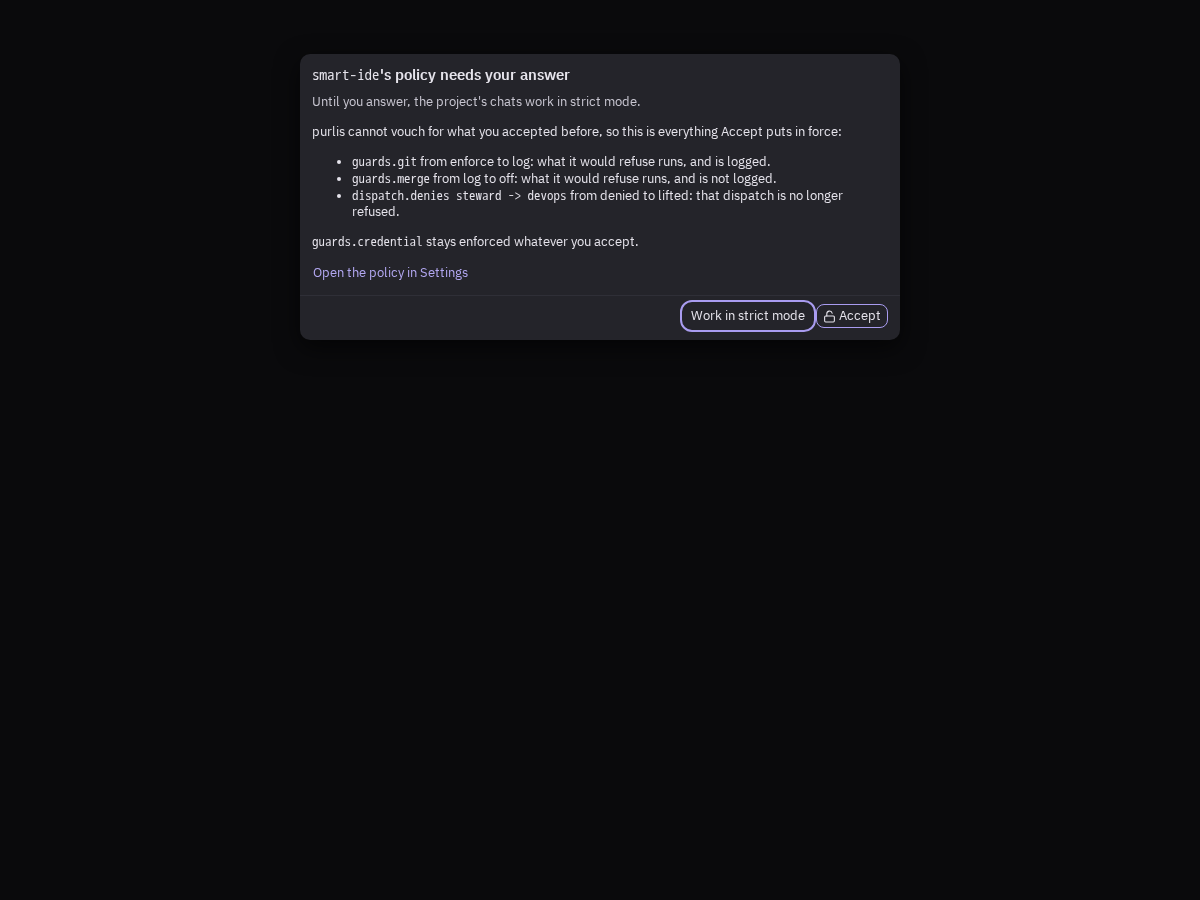 smart-ide's policy needs your answer
Until you answer, the project's chats work in strict mode.
purlis cannot vouch for what you accepted before, so this is everything Accept puts in force:
• guards.git from enforce to log: what it would refuse runs, and is logged.
• guards.merge from log to off: what it would refuse runs, and is not logged.
• dispatch.denies steward -> devops from denied to lifted: that dispatch is no longer
refused.
guards.credential stays enforced whatever you accept.
Open the policy in Settings
Work in strict mode Accept